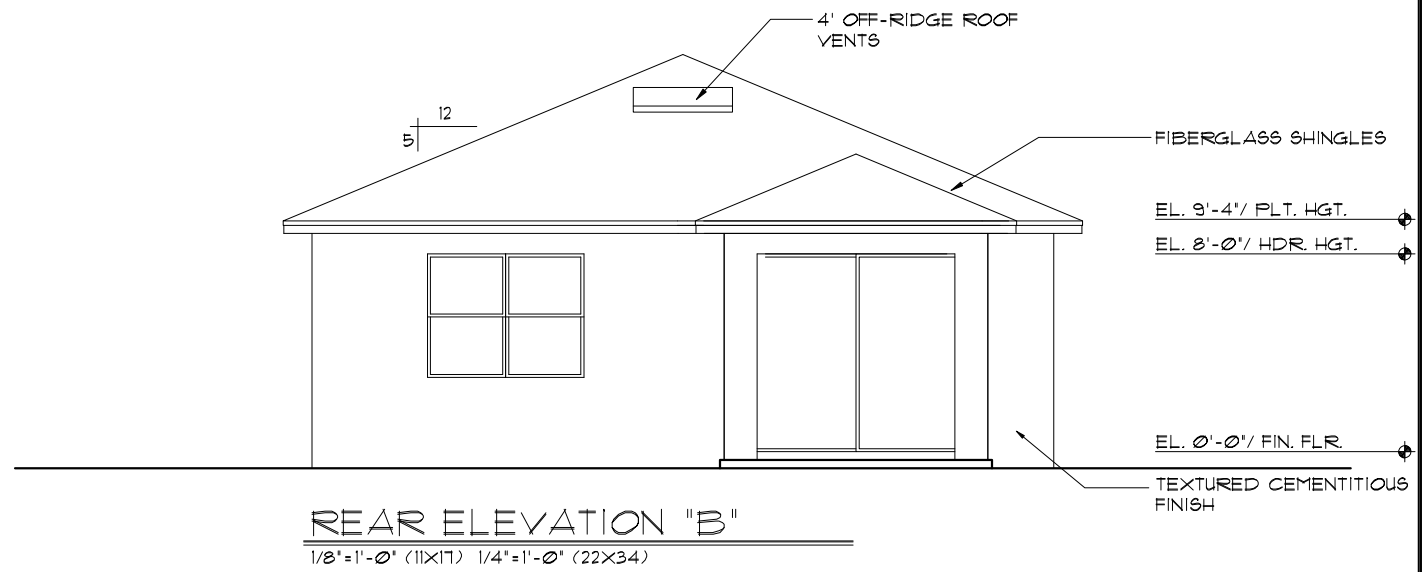 4' OFF-RIDGE ROOF
VENTS
12
5
FIBERGLASS SHINGLES
EL. 9'-4"/ PLT. HGT.
EL. 8'-0"/ HDR. HGT.
EL. 0'-0"/ FIN. FLR.
TEXTURED CEMENTITIOUS
FINISH
REAR ELEVATION "B"
1/8"=1'-0" (11X17) 1/4"=1'-0" (22X34)